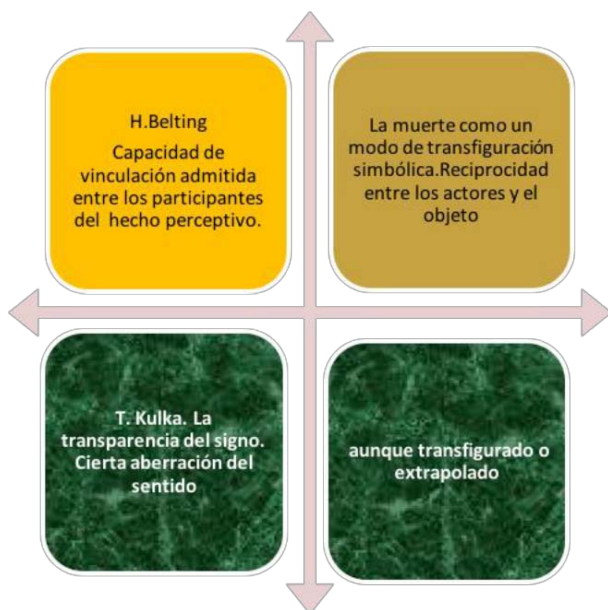 H.Belting
Capacidad de
vinculación admitida
entre los participantes
del hecho perceptivo.
La muerte como un
modo de transfiguración
simbólica.Reciprocidad
entre los actores y el
objeto
T. Kulka. La
transparencia del signo.
Cierta aberración del
sentido
aunque transfigurado o
extrapolado